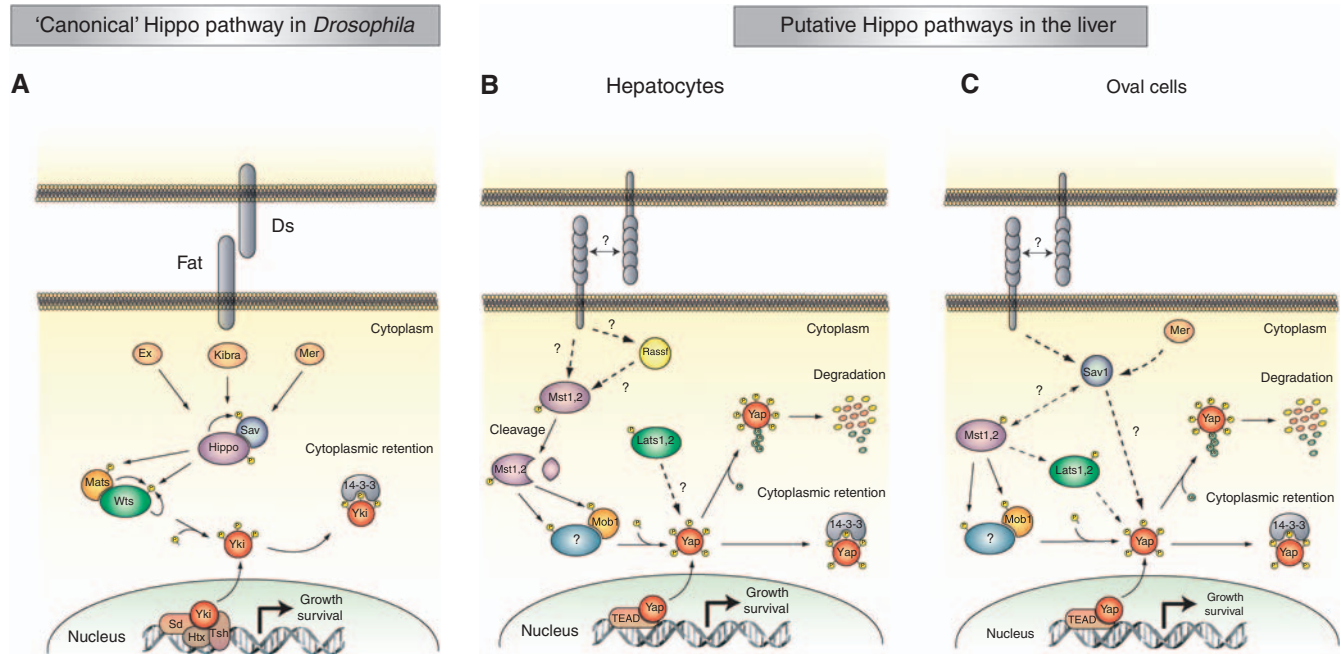 ‘Canonical’ Hippo pathway in Drosophila
Putative Hippo pathways in the liver
A
Ds
Fat
Cytoplasm
Ex
Kibra
Mer
P
Sav
Hippo
P
Cytoplasmic retention
P
Mats
P
Wts
14-3-3
P
P
P
Yki
P
P
P
P
Yki
P
P
Yki
Sd
Htx
Tsh
Growth
survival
Nucleus
B
Hepatocytes
?
Cytoplasm
?
?
Rassf
?
Mst1,2
P
Degradation
Yap
Cleavage
Mst1,2
P
P
Lats1,2
?
Cytoplasmic retention
P
P
Mob1
?
P
Yap
14-3-3
Yap
Yap
TEAD
Growth
survival
Nucleus
C
Oval cells
?
Cytoplasm
Mer
Sav1
?
Degradation
Yap
Mst1,2
P
?
P
Lats1,2
Cytoplasmic retention
P
P
Mob1
?
P
Yap
14-3-3
Yap
Yap
TEAD
Growth
survival
Nucleus